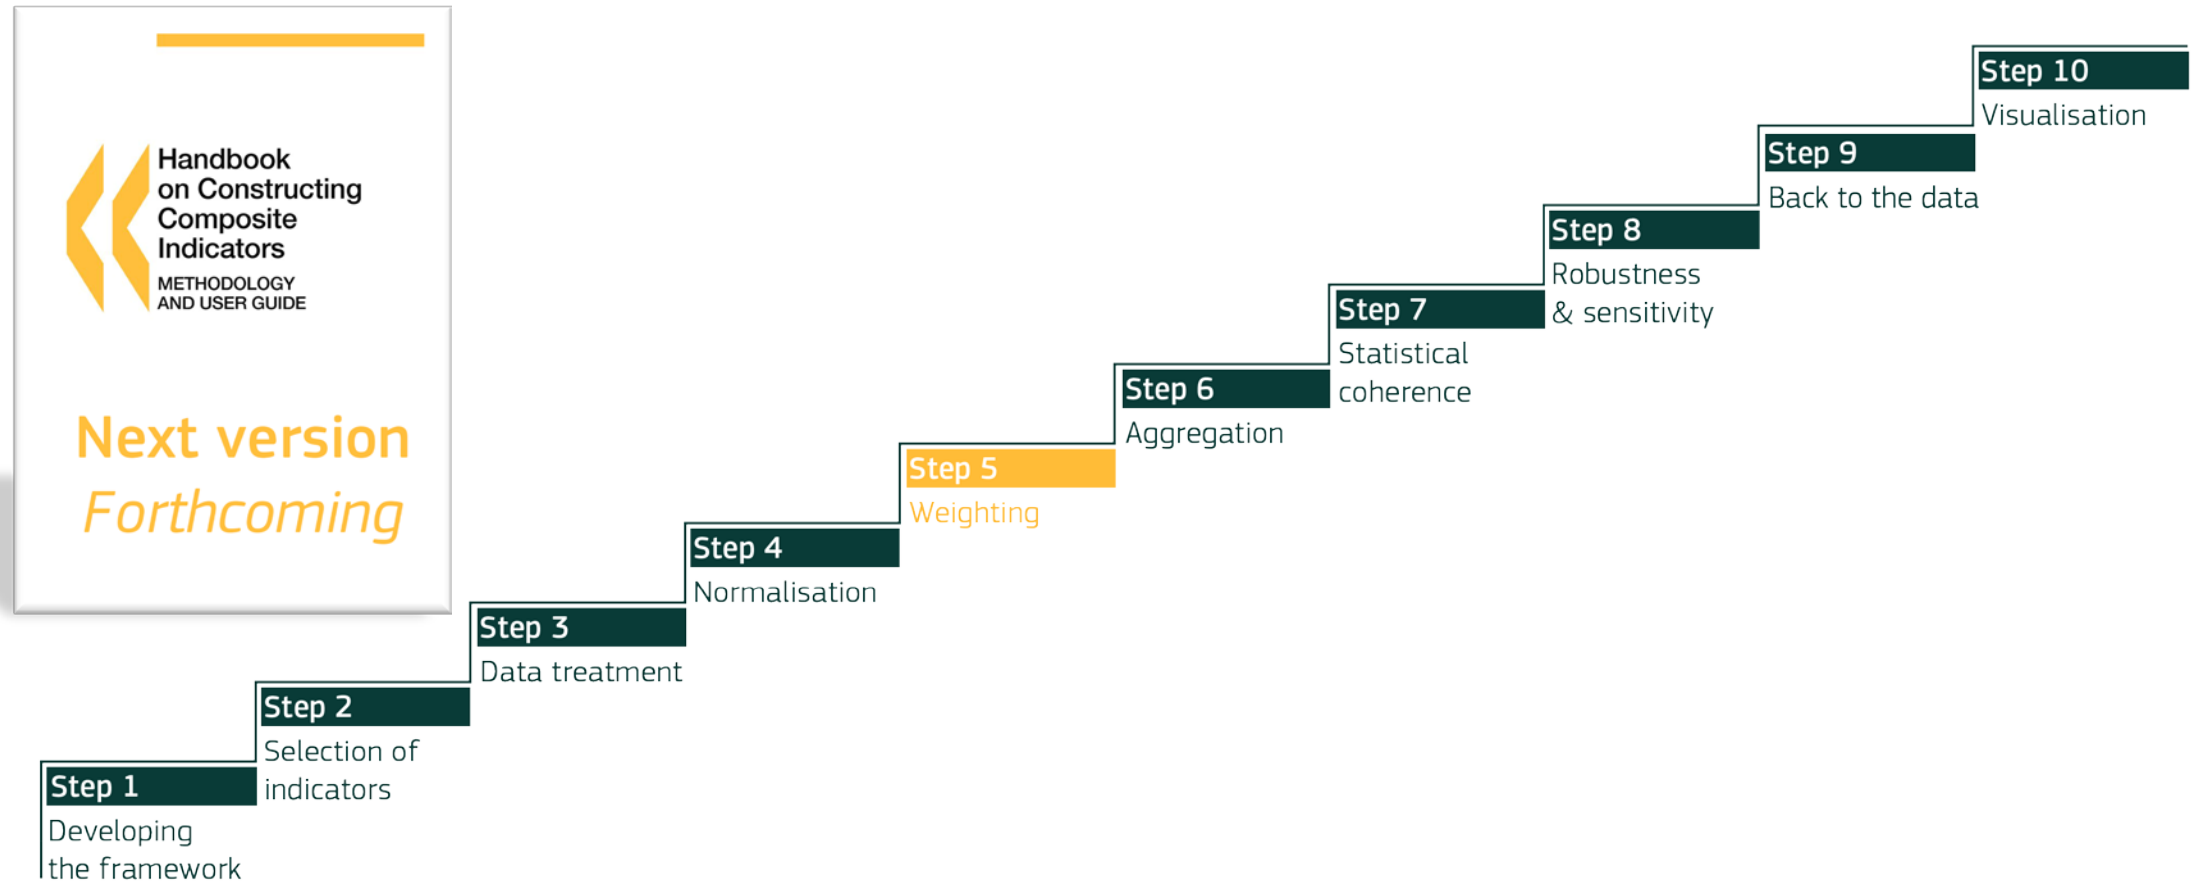 Handbook
on Constructing
Composite
Indicators
METHODOLOGY
AND USER GUIDE
Next version
Forthcoming
Step 1
Developing
the framework
Step 2
Selection of
indicators
Step 3
Data treatment
Step 4
Normalisation
Step 5
Weighting
Step 6
Aggregation
Step 7
Statistical
coherence
Step 8
Robustness
& sensitivity
Step 9
Back to the data
Step 10
Visualisation